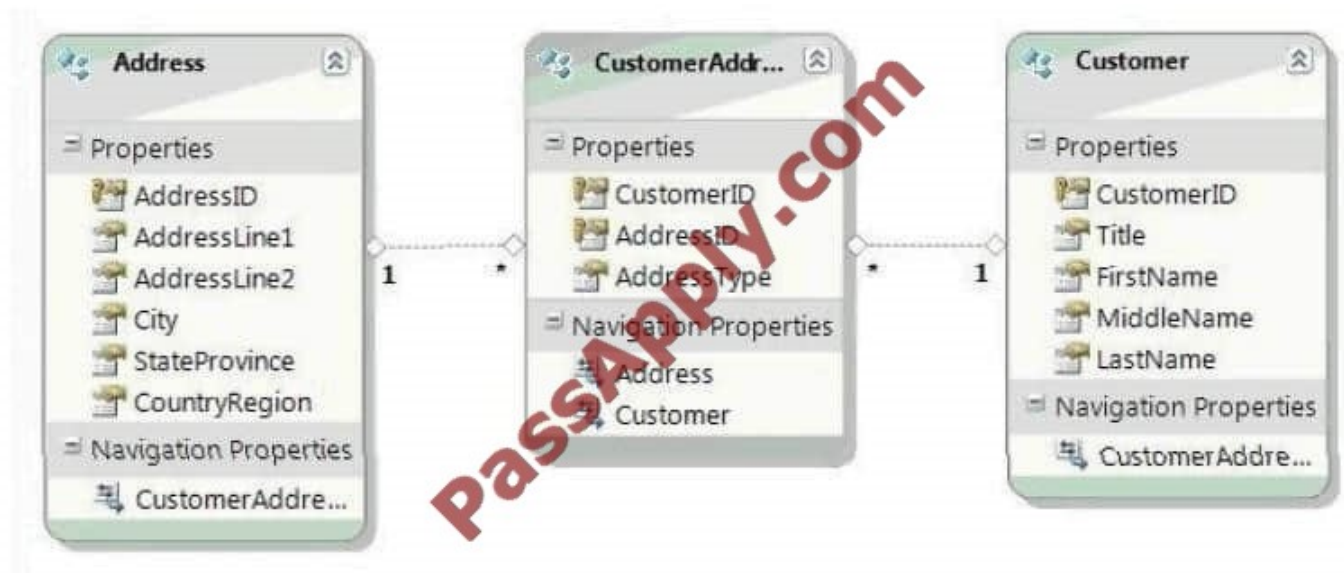 Address
Properties
AddressID
AddressLine1
AddressLine2
City
StateProvince
CountryRegion
Navigation Properties
CustomerAddre...
1
*
CustomerAddr...
Properties
CustomerID
AddressID
AddressType
Navigation Properties
Address
Customer
*
1
Customer
Properties
CustomerID
Title
FirstName
MiddleName
LastName
Navigation Properties
CustomerAddre...
PassApply.com